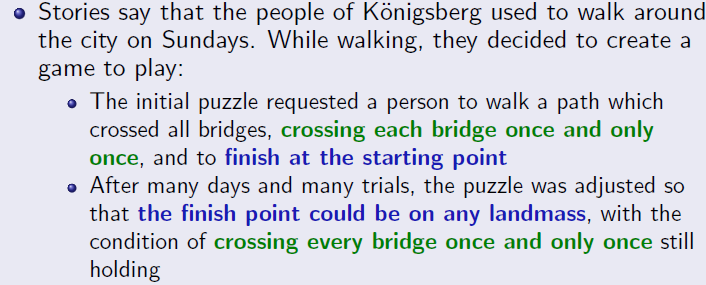 Stories say that the people of Königsberg used to walk around
the city on Sundays. While walking, they decided to create a
game to play:
The initial puzzle requested a person to walk a path which
crossed all bridges, crossing each bridge once and only
once, and to finish at the starting point
After many days and many trials, the puzzle was adjusted so
that the finish point could be on any landmass, with the
condition of crossing every bridge once and only once still
holding